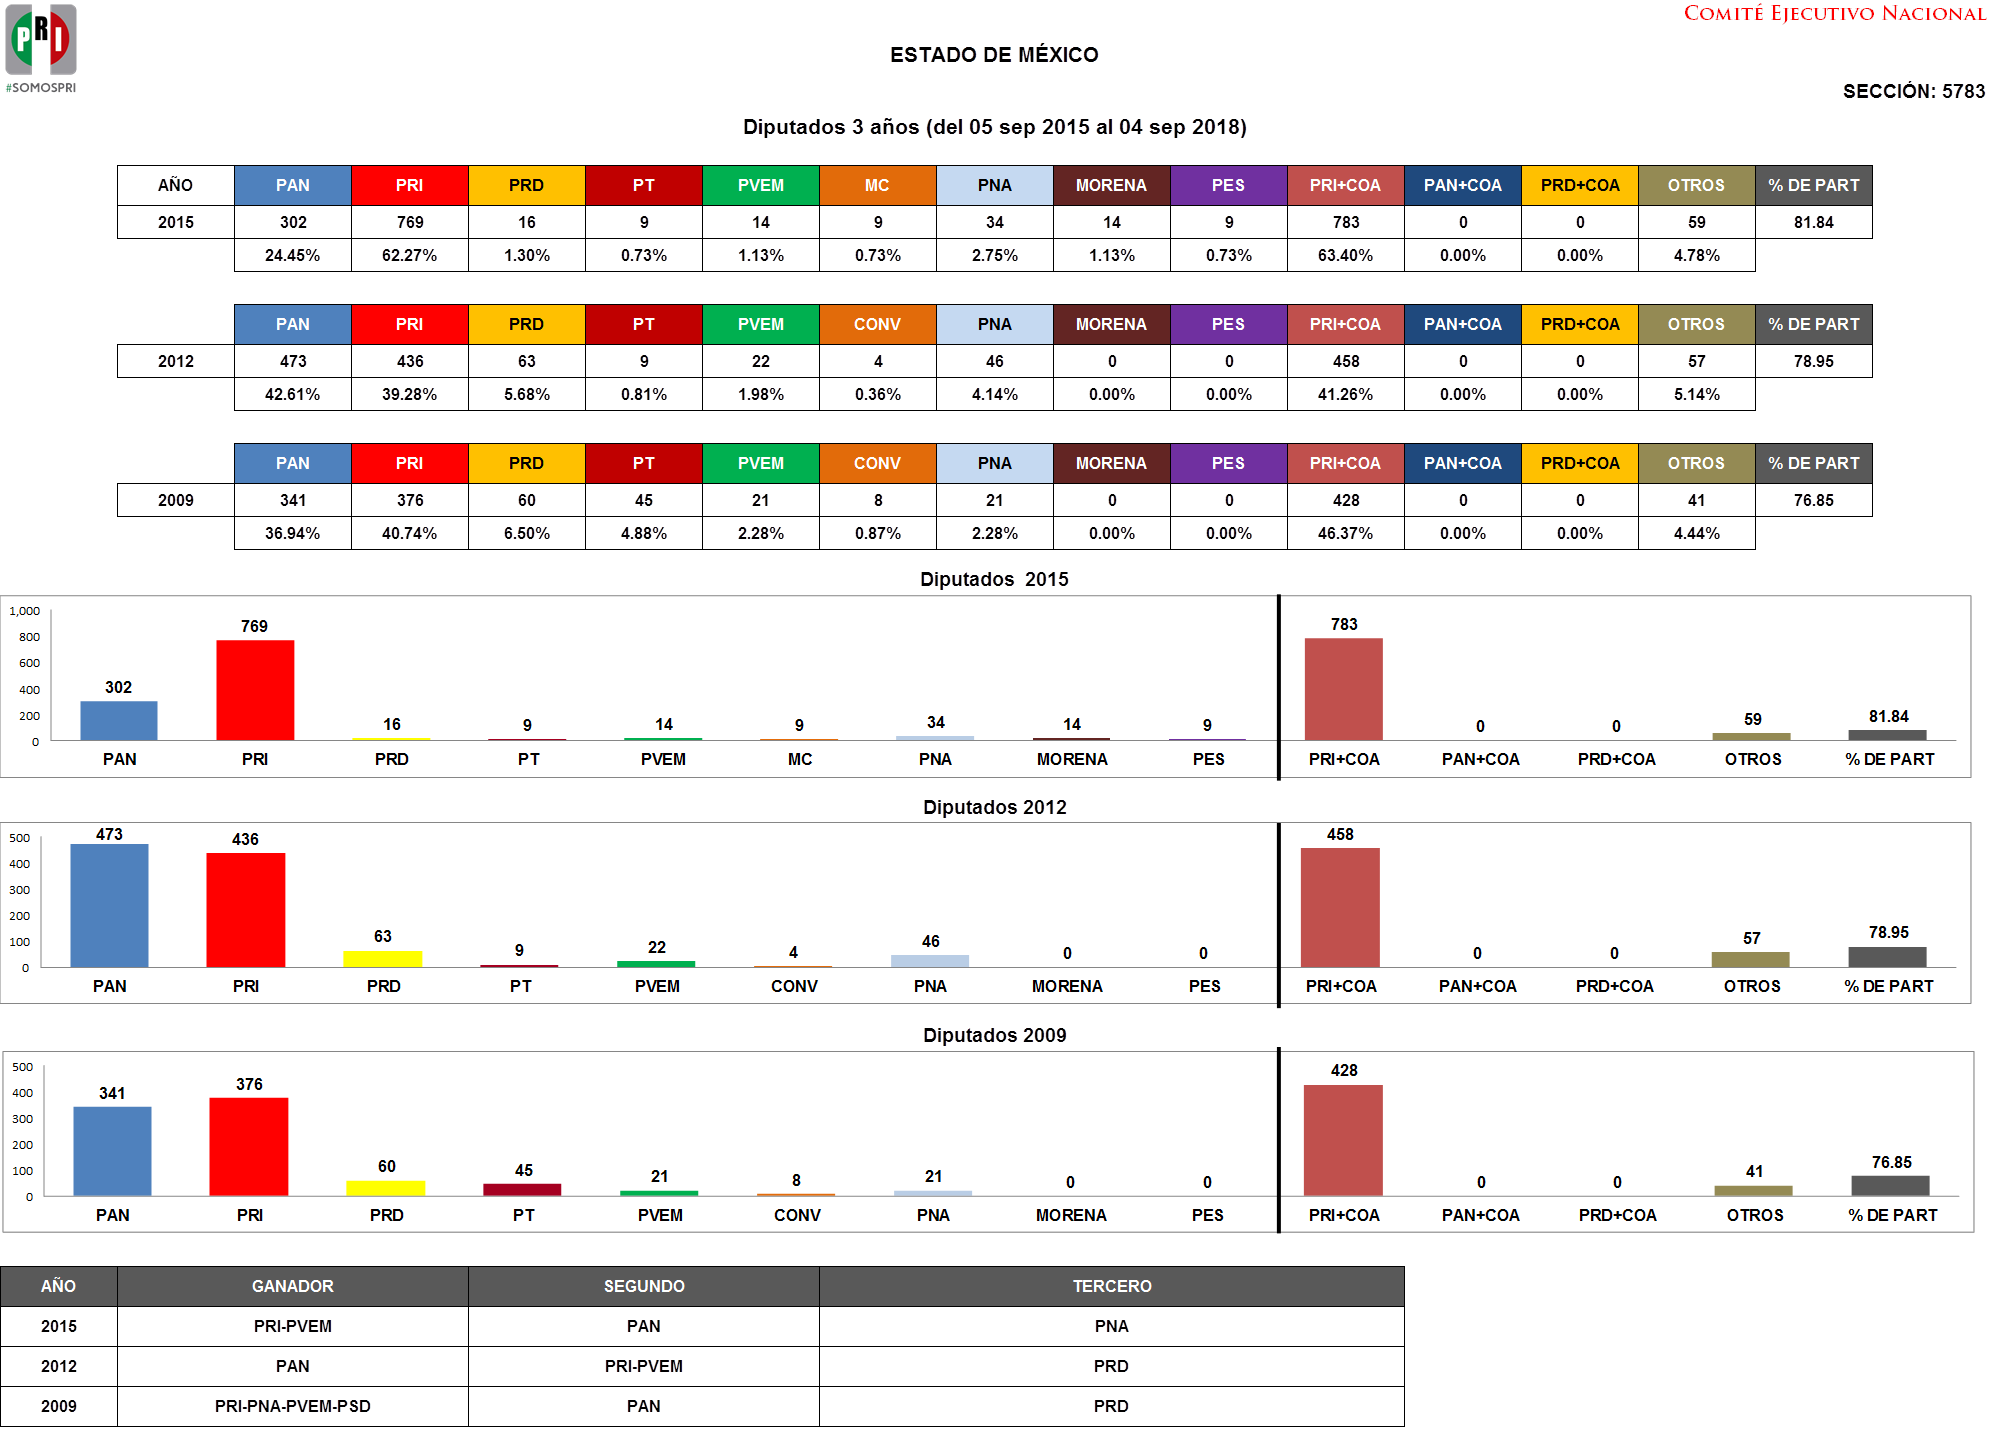 PRI
#SOMOSPRI
COMITÉ EJECUTIVO NACIONAL
ESTADO DE MÉXICO
SECCIÓN: 5783
Diputados 3 años (del 05 sep 2015 al 04 sep 2018)
AÑO PAN PRI PRD PT PVEM MC PNA MORENA PES PRI+COA PAN+COA PRD+COA OTROS % DE PART
2015 302 769 16 9 14 9 34 14 9 783 0 0 59 81.84
24.45% 62.27% 1.30% 0.73% 1.13% 0.73% 2.75% 1.13% 0.73% 63.40% 0.00% 0.00% 4.78%
PAN PRI PRD PT PVEM CONV PNA MORENA PES PRI+COA PAN+COA PRD+COA OTROS % DE PART
2012 473 436 63 9 22 4 46 0 0 458 0 0 57 78.95
42.61% 39.28% 5.68% 0.81% 1.98% 0.36% 4.14% 0.00% 0.00% 41.26% 0.00% 0.00% 5.14%
PAN PRI PRD PT PVEM CONV PNA MORENA PES PRI+COA PAN+COA PRD+COA OTROS % DE PART
2009 341 376 60 45 21 8 21 0 0 428 0 0 41 76.85
36.94% 40.74% 6.50% 4.88% 2.28% 0.87% 2.28% 0.00% 0.00% 46.37% 0.00% 0.00% 4.44%
Diputados 2015
1,000
800
600
400
200
0
302 769 16 9 14 9 34 14 9 783 0 0 59 81.84
PAN PRI PRD PT PVEM MC PNA MORENA PES PRI+COA PAN+COA PRD+COA OTROS % DE PART
Diputados 2012
500
400
300
200
100
0
473 436 63 9 22 4 46 0 0 458 0 0 57 78.95
PAN PRI PRD PT PVEM CONV PNA MORENA PES PRI+COA PAN+COA PRD+COA OTROS % DE PART
Diputados 2009
500
400
300
200
100
0
341 376 60 45 21 8 21 0 0 428 0 0 41 76.85
PAN PRI PRD PT PVEM CONV PNA MORENA PES PRI+COA PAN+COA PRD+COA OTROS % DE PART
AÑO GANADOR SEGUNDO TERCERO
2015 PRI-PVEM PAN PNA
2012 PAN PRI-PVEM PRD
2009 PRI-PNA-PVEM-PSD PAN PRD